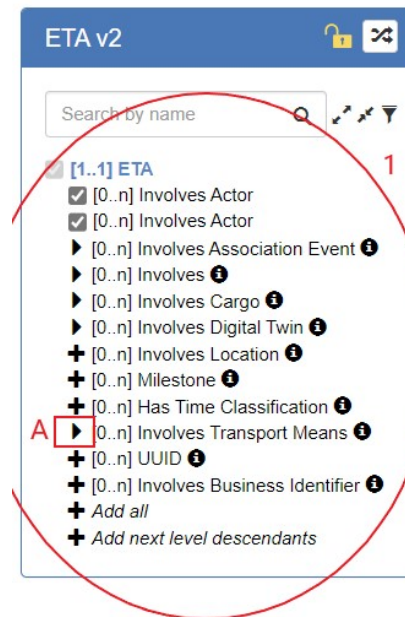 ETA v2
Search by name
1
[1..1] ETA
[0..n] Involves Actor
[0..n] Involves Actor
[0..n] Involves Association Event
[0..n] Involves
[0..n] Involves Cargo
[0..n] Involves Digital Twin
[0..n] Involves Location
[0..n] Milestone
[0..n] Has Time Classification
A [0..n] Involves Transport Means
[0..n] UUID
[0..n] Involves Business Identifier
Add all
Add next level descendants